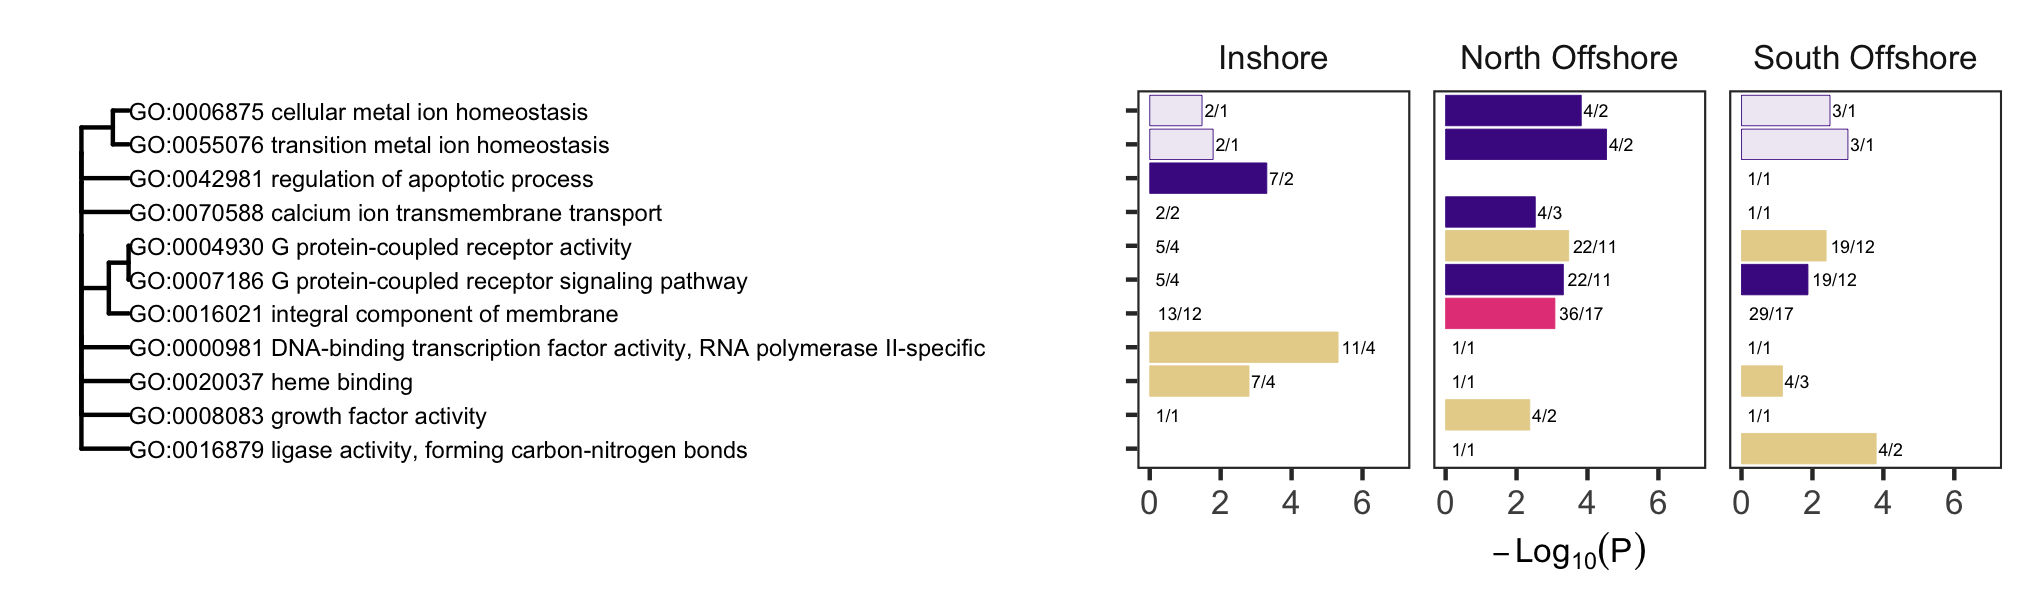 Inshore North Offshore South Offshore
GO:0006875 cellular metal ion homeostasis 2/1 4/2 3/1
GO:0055076 transition metal ion homeostasis 2/1 4/2 3/1
GO:0042981 regulation of apoptotic process 7/2 1/1
GO:0070588 calcium ion transmembrane transport 2/2 4/3 1/1
GO:0004930 G protein-coupled receptor activity 5/4 22/11 19/12
GO:0007186 G protein-coupled receptor signaling pathway 5/4 22/11 19/12
GO:0016021 integral component of membrane 13/12 36/17 29/17
GO:0000981 DNA-binding transcription factor activity, RNA polymerase II-specific 11/4 1/1 1/1
GO:0020037 heme binding 7/4 1/1 4/3
GO:0008083 growth factor activity 1/1 4/2 1/1
GO:0016879 ligase activity, forming carbon-nitrogen bonds 1/1 4/2
0 2 4 6 0 2 4 6 0 2 4 6
−Log10(P)